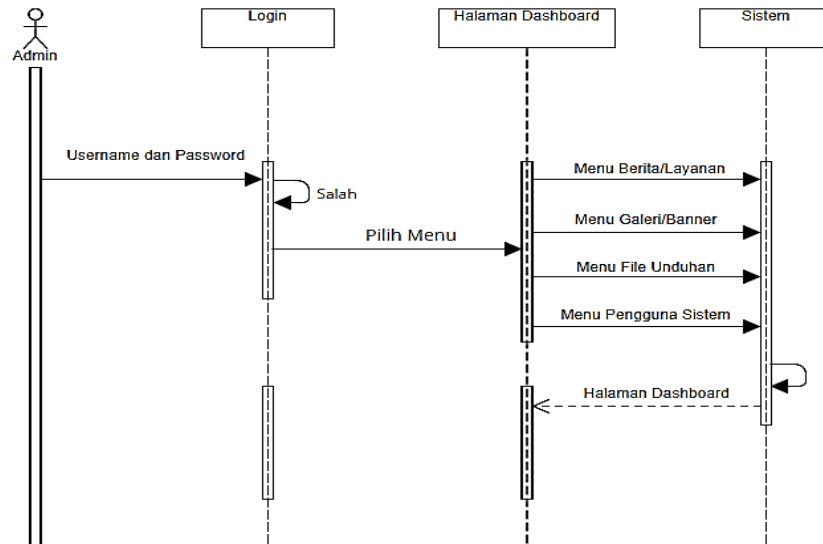 Login
Halaman Dashboard
Sistem
Admin
Username dan Password
Salah
Pilih Menu
Menu Berita/Layanan
Menu Galeri/Banner
Menu File Unduhan
Menu Pengguna Sistem
Halaman Dashboard